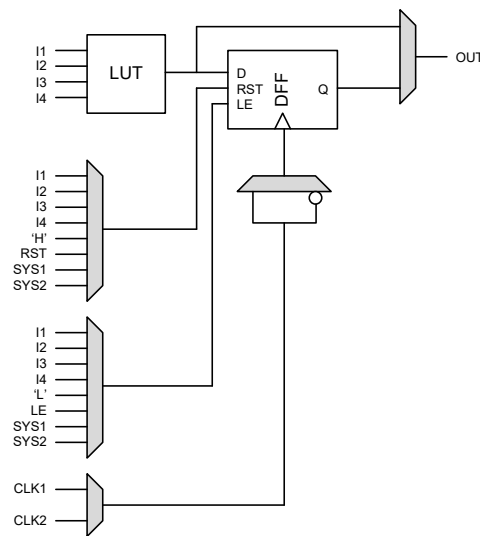 I1
I2
I3
I4
LUT
D
RST
LE
DFF
Q
OUT
I1
I2
I3
I4
'H'
RST
SYS1
SYS2
I1
I2
I3
I4
'L'
LE
SYS1
SYS2
CLK1
CLK2